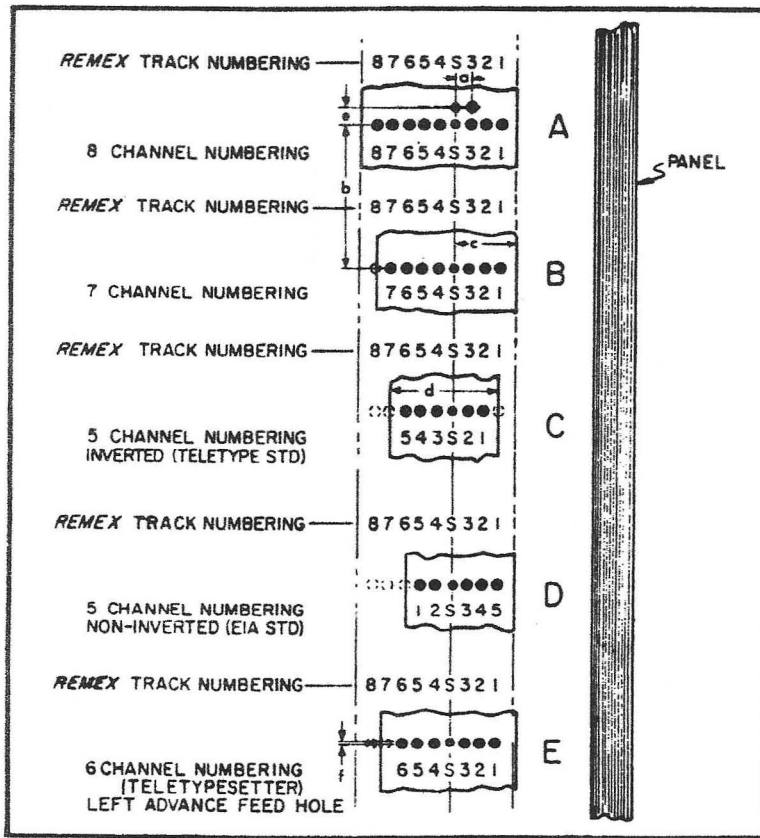 REMEX TRACK NUMBERING 87654S321
a
e
A
8 CHANNEL NUMBERING 87654S321
PANEL
b
REMEX TRACK NUMBERING 87654S321
c
B
7 CHANNEL NUMBERING 7654S321
REMEX TRACK NUMBERING 87654S321
d
C
5 CHANNEL NUMBERING 543S21
INVERTED (TELETYPE STD)
REMEX TRACK NUMBERING 87654S321
D
5 CHANNEL NUMBERING 12S345
NON-INVERTED (EIA STD)
REMEX TRACK NUMBERING 87654S321
E
f
6 CHANNEL NUMBERING 654S321
(TELETYPESETTER)
LEFT ADVANCE FEED HOLE